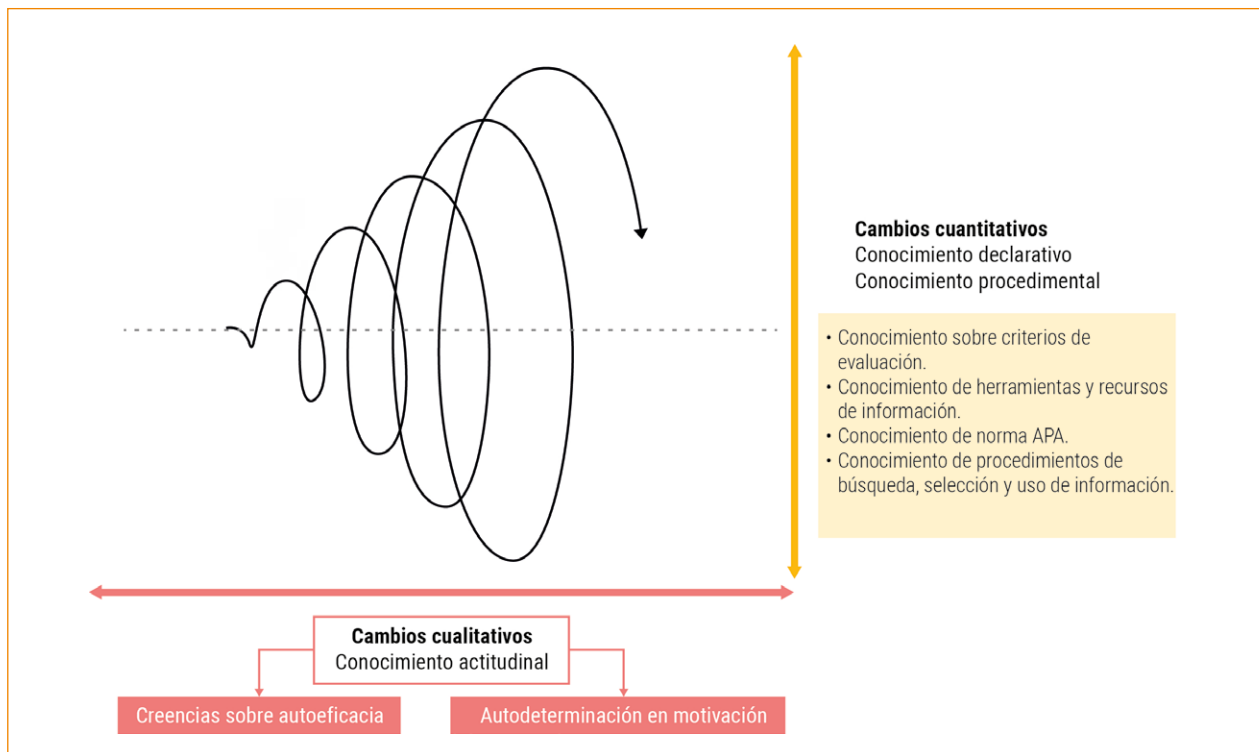 Cambios cuantitativos
Conocimiento declarativo
Conocimiento procedimental
• Conocimiento sobre criterios de
evaluación.
• Conocimiento de herramientas y recursos
de información.
• Conocimiento de norma APA.
• Conocimiento de procedimientos de
búsqueda, selección y uso de información.
Cambios cualitativos
Conocimiento actitudinal
Creencias sobre autoeficacia
Autodeterminación en motivación